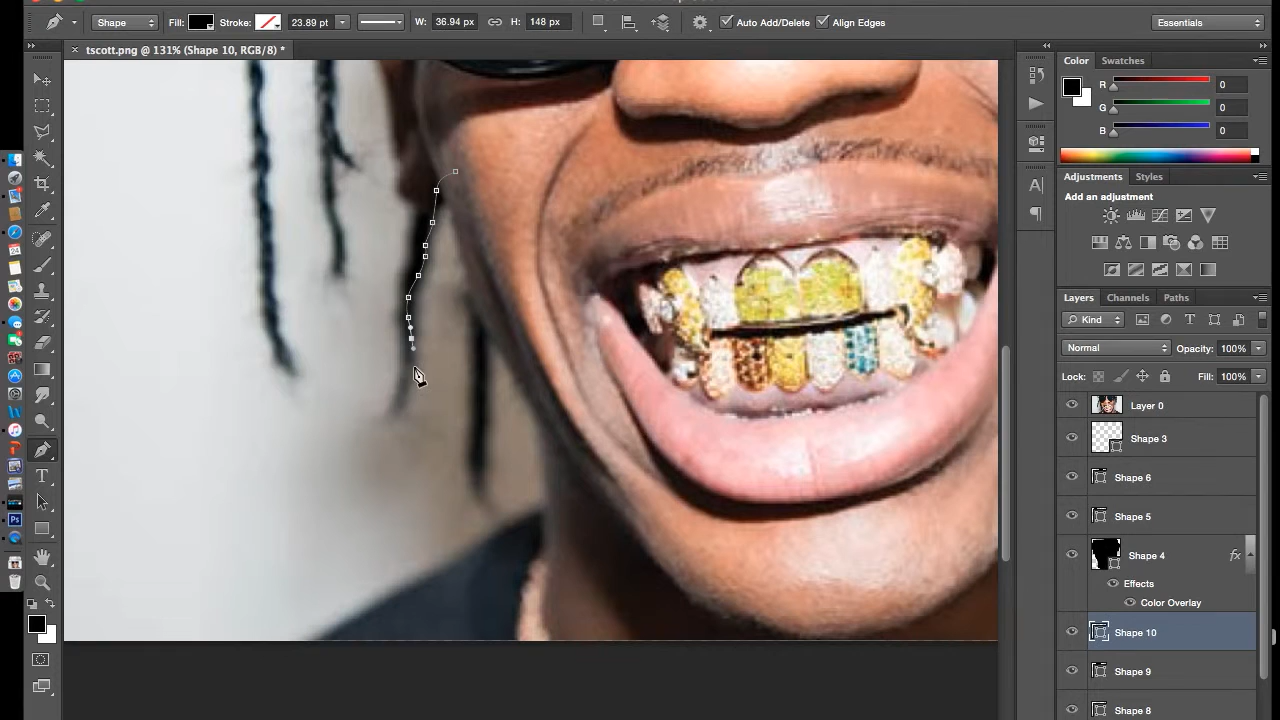 Shape
Fill:
Stroke:
23.89 pt
W: 36.94 px
H: 148 px
Auto Add/Delete
Align Edges
Essentials
tscott.png @ 131% (Shape 10, RGB/8) *
Color
Swatches
R
0
G
0
B
0
Adjustments
Styles
Add an adjustment
Layers
Channels
Paths
Kind
Normal
Opacity: 100%
Lock:
Fill: 100%
Layer 0
Shape 3
Shape 6
Shape 5
Shape 4
fx
Effects
Color Overlay
Shape 10
Shape 9
Shape 8